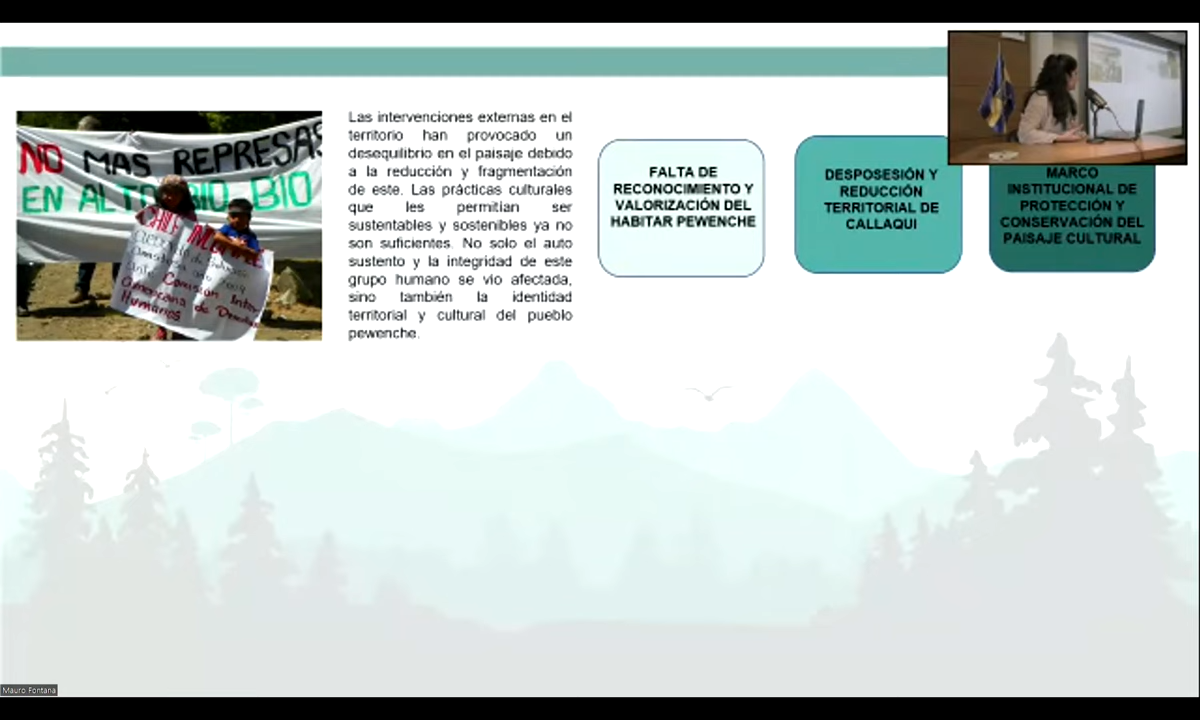 NO MAS REPRESAS
EN ALTO BIO BIO
Las intervenciones externas en el
territorio han provocado un
desequilibrio en el paisaje debido
a la reducción y fragmentación
de este. Las prácticas culturales
que les permitían ser
sustentables y sostenibles ya no
son suficientes. No solo el auto
sustento y la integridad de este
grupo humano se vio afectada,
sino también la identidad
territorial y cultural del pueblo
pewenche.
FALTA DE
RECONOCIMIENTO Y
VALORIZACIÓN DEL
HABITAR PEWENCHE
DESPOSESIÓN Y
REDUCCIÓN
TERRITORIAL DE
CALLAQUI
MARCO
INSTITUCIONAL DE
PROTECCIÓN Y
CONSERVACIÓN DEL
PAISAJE CULTURAL
Mauro Fontana